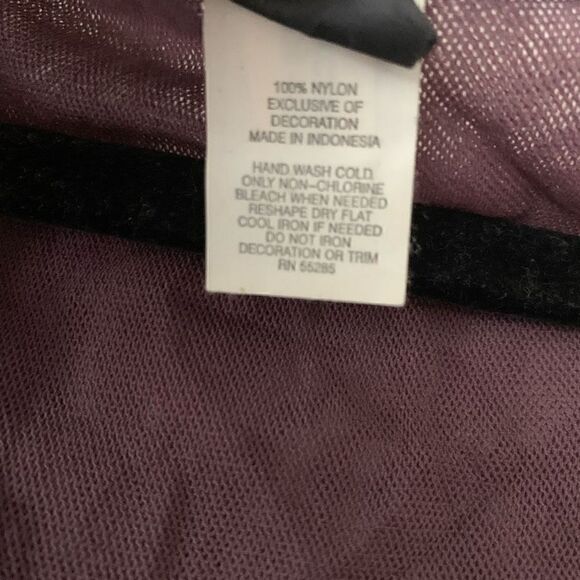 100% NYLON
EXCLUSIVE OF
DECORATION
MADE IN INDONESIA
HAND WASH COLD.
ONLY NON-CHLORINE
BLEACH WHEN NEEDED
RESHAPE DRY FLAT
COOL IRON IF NEEDED
DO NOT IRON
DECORATION OR TRIM
RN 55285